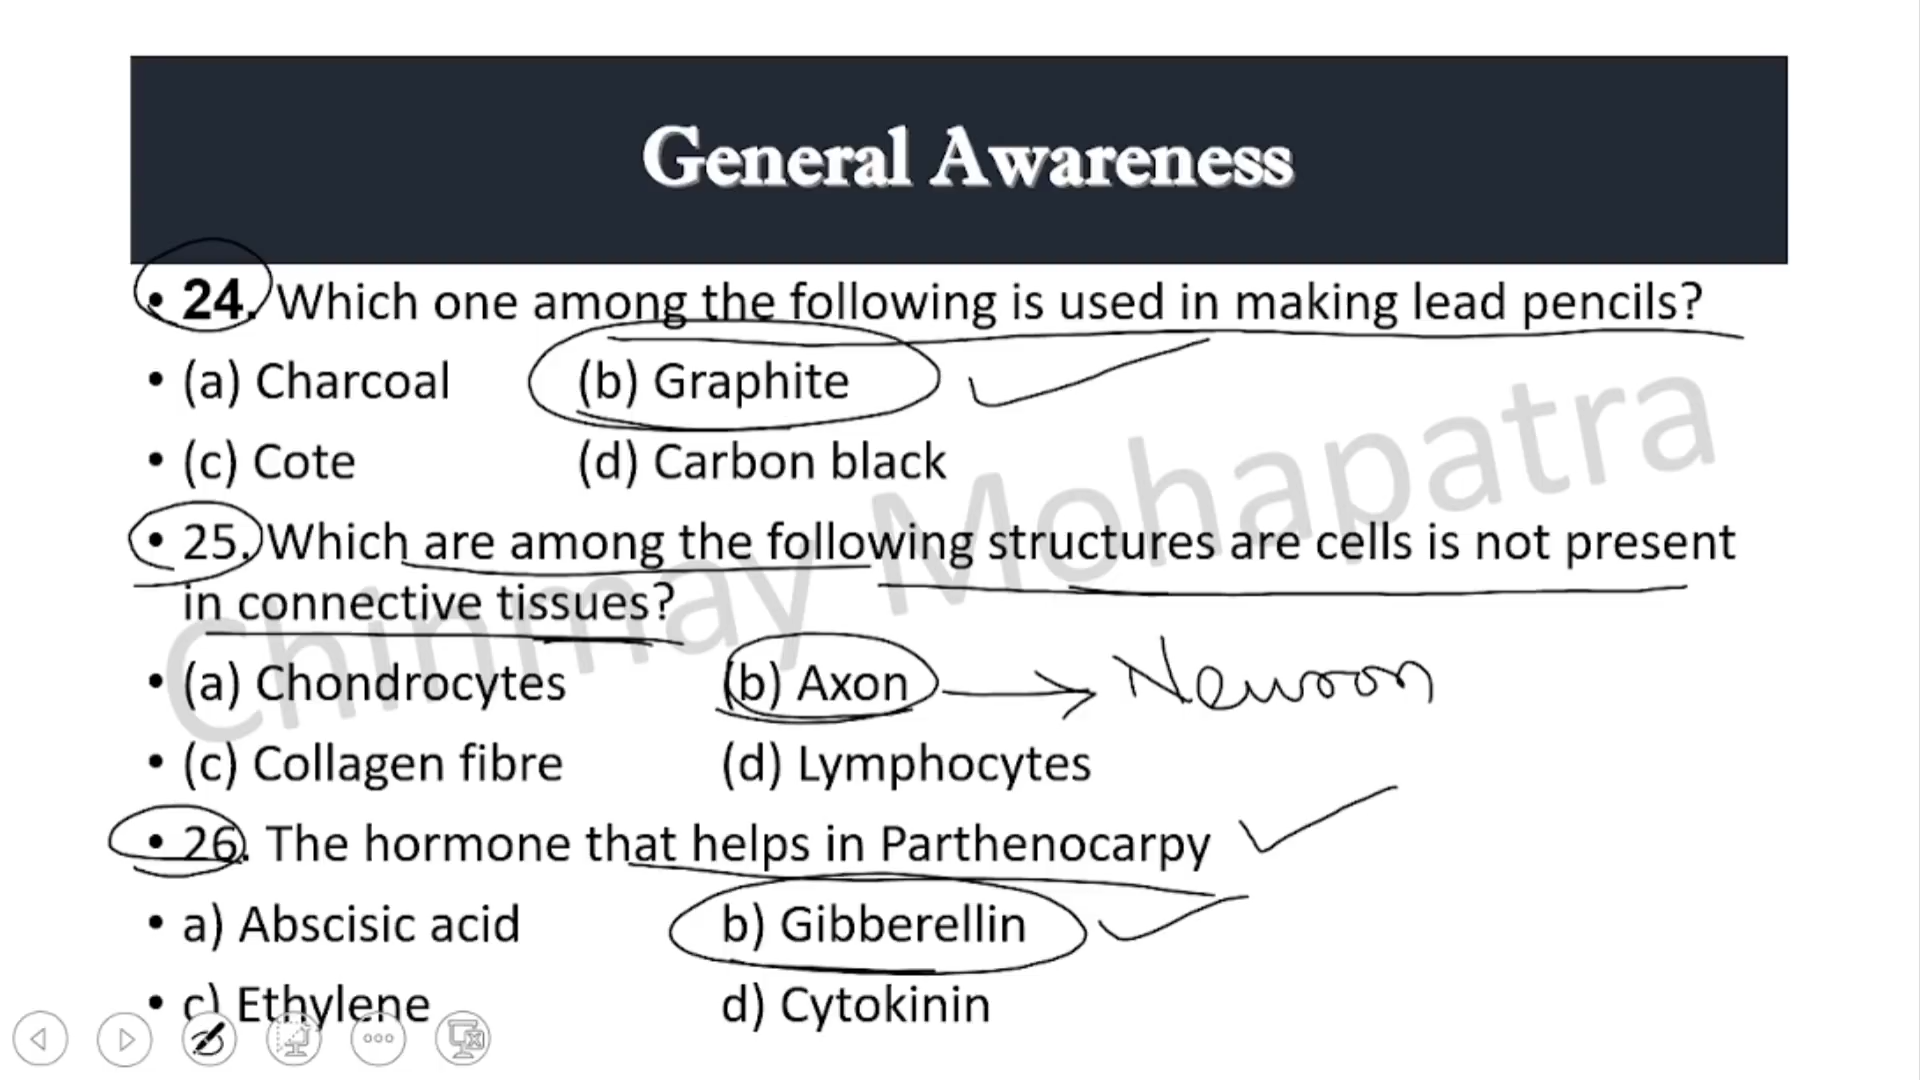 General Awareness
• 24. Which one among the following is used in making lead pencils?
• (a) Charcoal (b) Graphite
• (c) Cote (d) Carbon black
• 25. Which are among the following structures are cells is not present
in connective tissues?
• (a) Chondrocytes (b) Axon → Neuron
• (c) Collagen fibre (d) Lymphocytes
• 26. The hormone that helps in Parthenocarpy
• a) Abscisic acid b) Gibberellin
• c) Ethylene d) Cytokinin
Chinmay Mohapatra